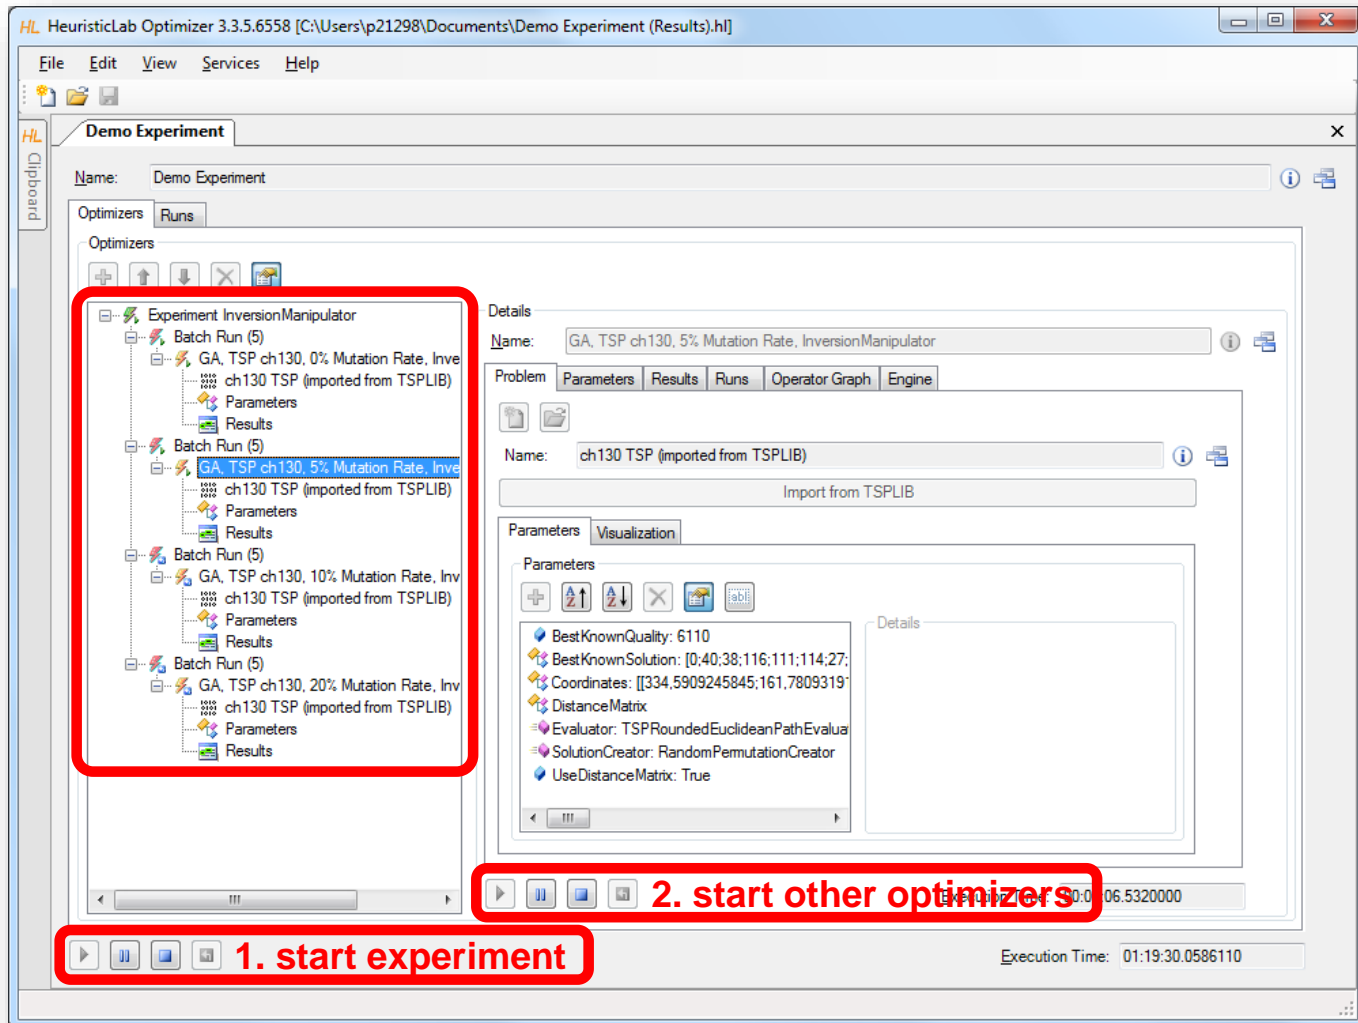 HL HeuristicLab Optimizer 3.3.5.6558 [C:\Users\p21298\Documents\Demo Experiment (Results).hl]
File Edit View Services Help
HL Clipboard
Demo Experiment
Name: Demo Experiment
Optimizers Runs
Optimizers
Experiment InversionManipulator
Batch Run (5)
GA, TSP ch130, 0% Mutation Rate, Inve
ch130 TSP (imported from TSPLIB)
Parameters
Results
Batch Run (5)
GA, TSP ch130, 5% Mutation Rate, Inve
ch130 TSP (imported from TSPLIB)
Parameters
Results
Batch Run (5)
GA, TSP ch130, 10% Mutation Rate, Inv
ch130 TSP (imported from TSPLIB)
Parameters
Results
Batch Run (5)
GA, TSP ch130, 20% Mutation Rate, Inv
ch130 TSP (imported from TSPLIB)
Parameters
Results
Details
Name: GA, TSP ch130, 5% Mutation Rate, InversionManipulator
Problem Parameters Results Runs Operator Graph Engine
Name: ch130 TSP (imported from TSPLIB)
Import from TSPLIB
Parameters Visualization
Parameters
BestKnownQuality: 6110
BestKnownSolution: [0;40;38;116;111;114;27;
Coordinates: [[334,5909245845;161,7809319
DistanceMatrix
Evaluator: TSPRoundedEuclideanPathEvalua
SolutionCreator: RandomPermutationCreator
UseDistanceMatrix: True
Details
2. start other optimizers
06.5320000
1. start experiment
Execution Time: 01:19:30.0586110